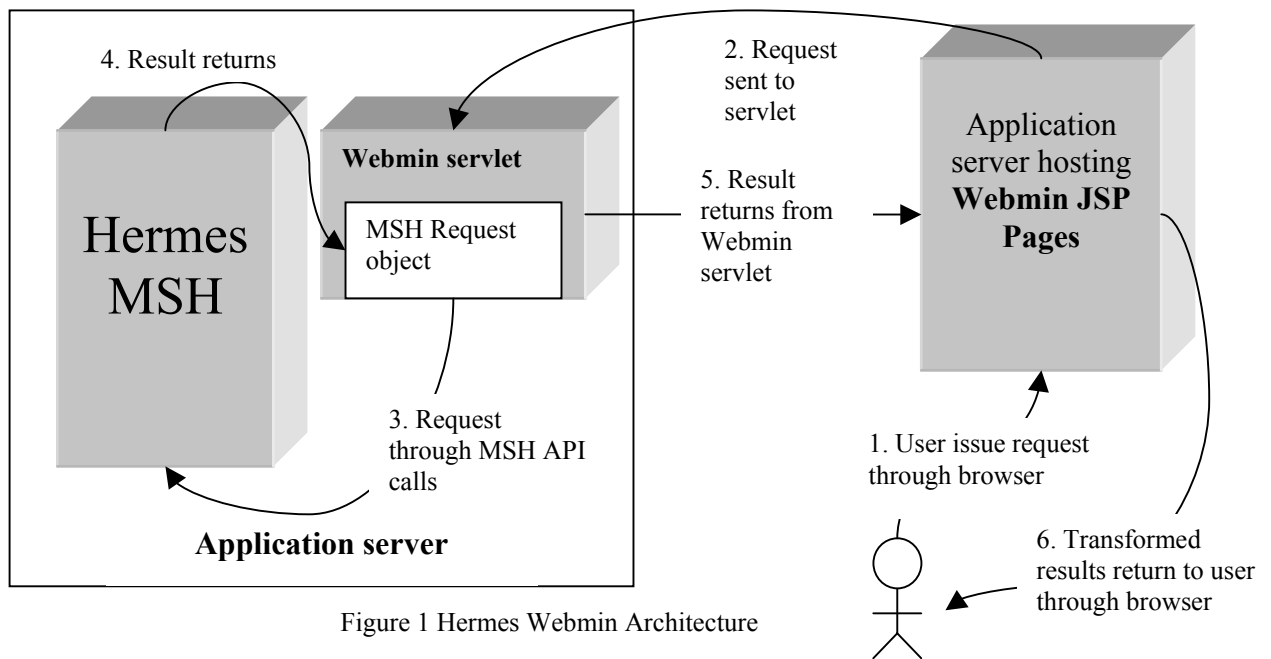 4. Result returns
2. Request
sent to
servlet
Application
server hosting
Webmin JSP
Pages
Webmin servlet
5. Result
returns from
Webmin
servlet
Hermes
MSH
MSH Request
object
3. Request
through MSH API
calls
1. User issue request
through browser
Application server
6. Transformed
results return to user
through browser
Figure 1 Hermes Webmin Architecture